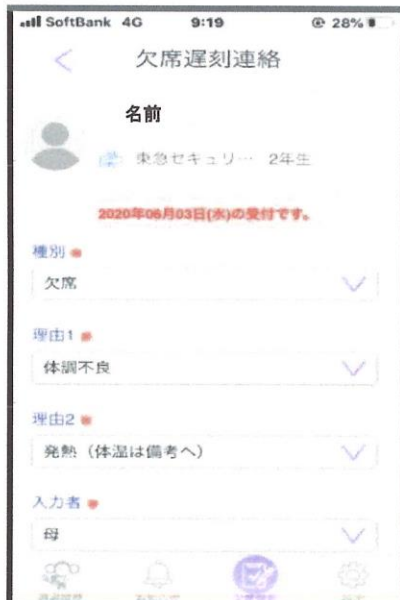 SoftBank 4G 9:19 28%
欠席遅刻連絡
名前
東急セキュリ… 2年生
2020年06月03日(水)の受付です。
種別
欠席
理由1
体調不良
理由2
発熱（体温は備考へ）
入力者
母